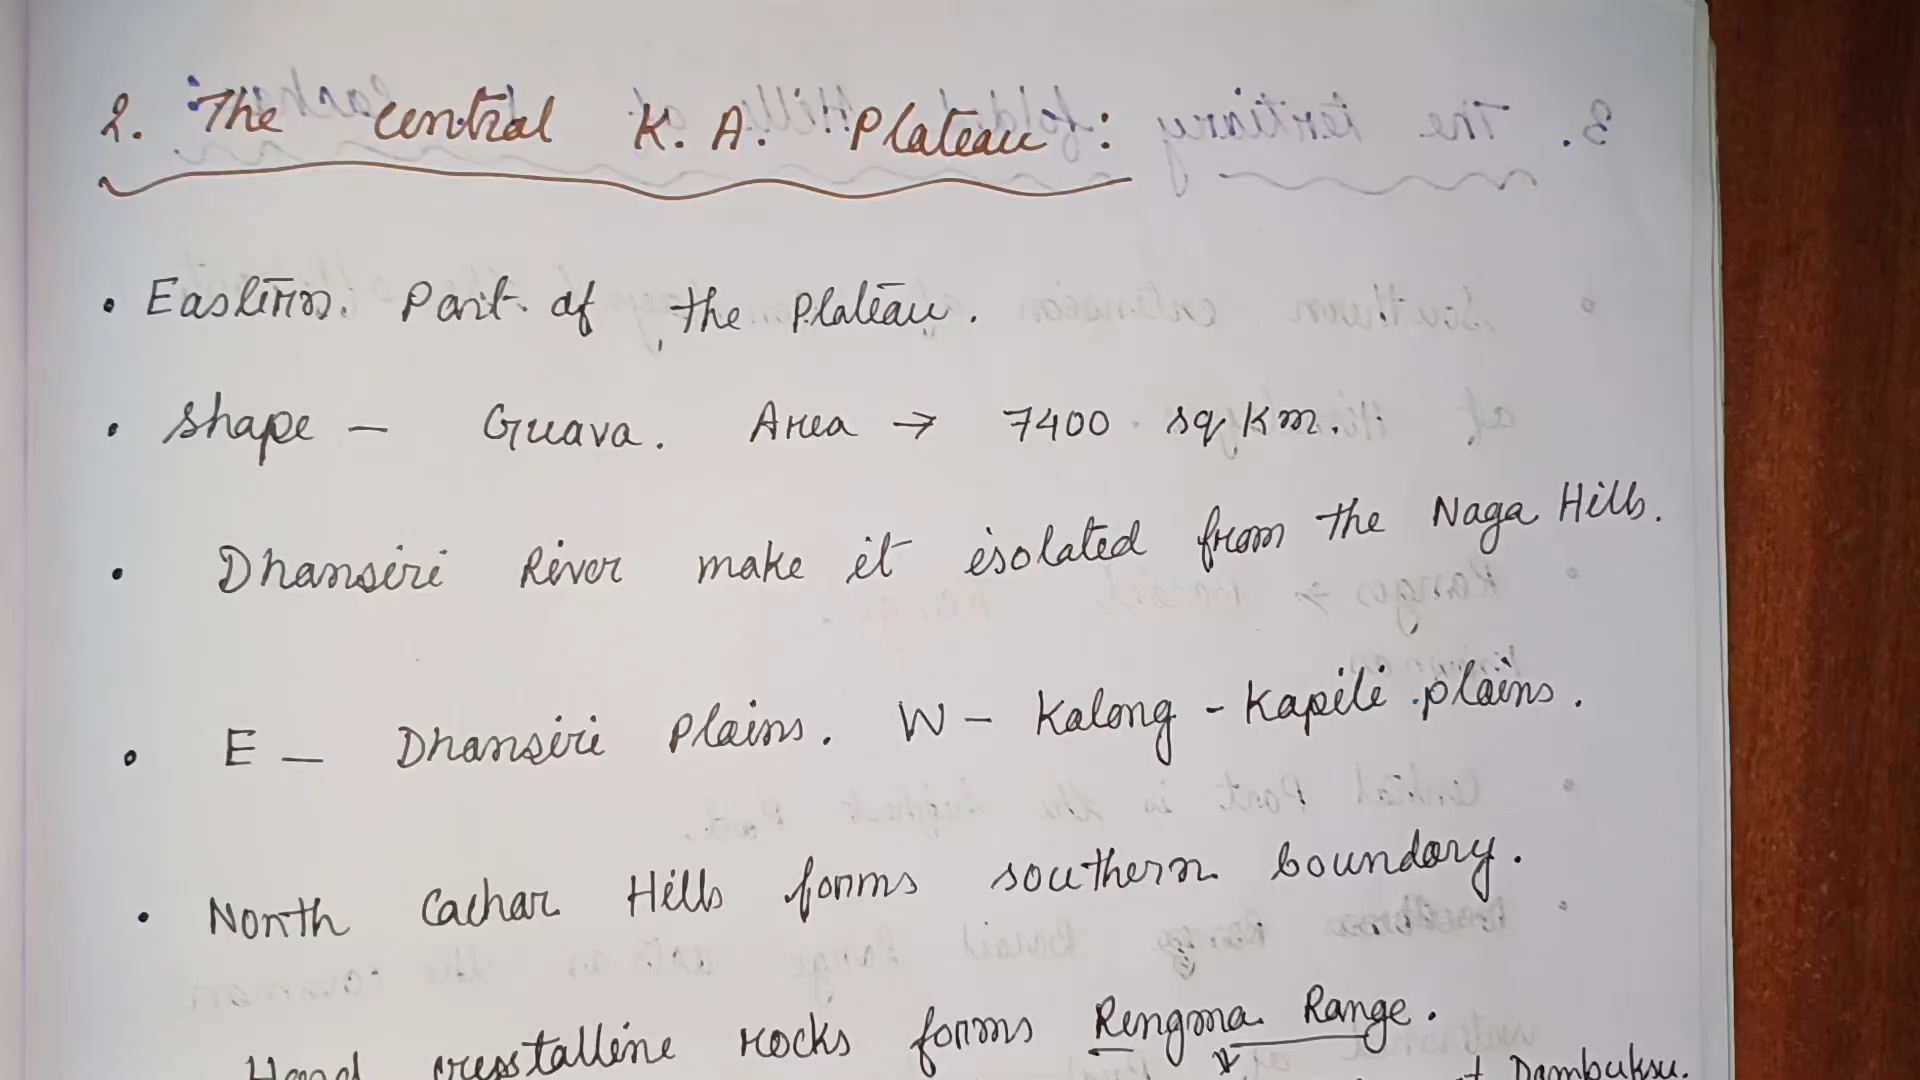 2. The Central K. A. Plateau :
• Eastern. Part of the Plateau.
• Shape — Guava. Area → 7400 sq km.
• Dhansiri River make it isolated from the Naga Hills.
• E — Dhansiri Plains. W - Kalong - Kapili plains.
• North Cachar Hills forms southern boundary.
Hard crystalline rocks forms Rengma Range.
Dambuksu.